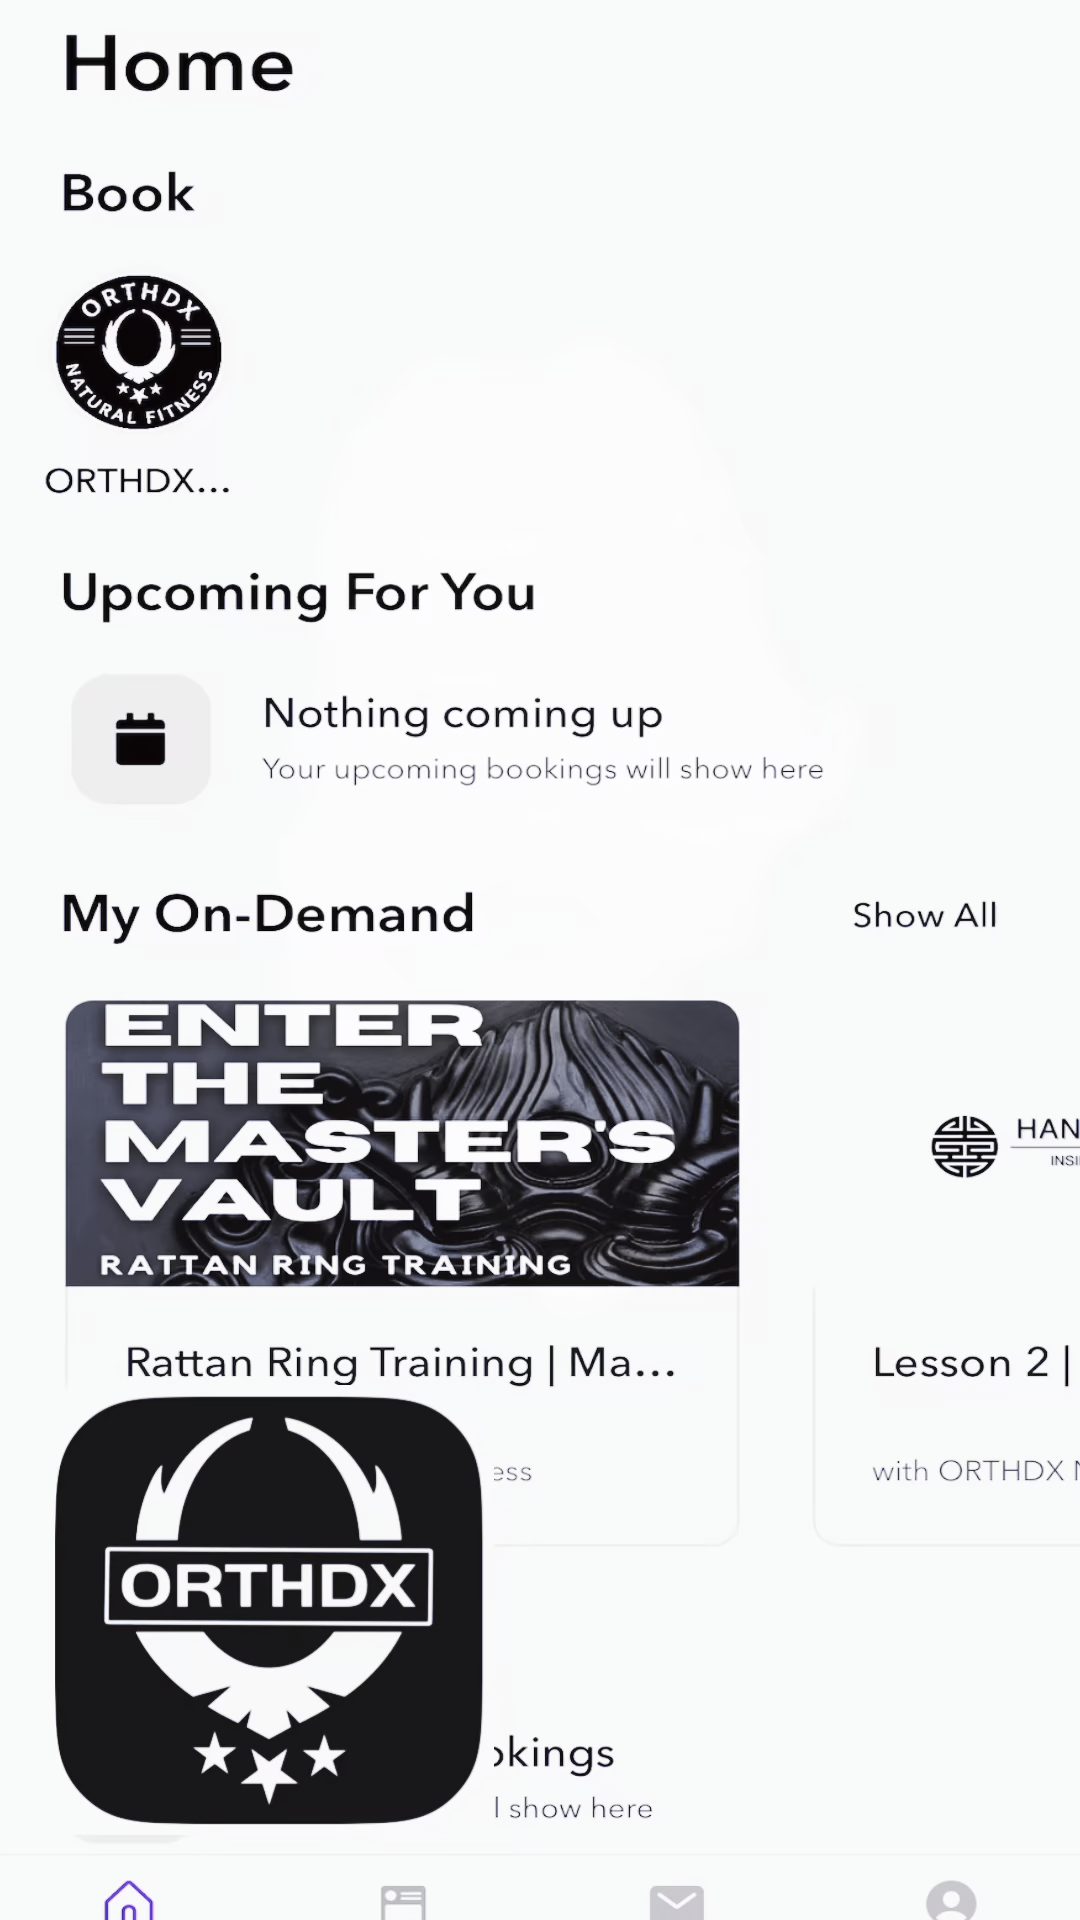 Home
Book
ORTHDX
NATURAL FITNESS
ORTHDX...
Upcoming For You
Nothing coming up
Your upcoming bookings will show here
My On-Demand
Show All
ENTER
THE
MASTER'S
VAULT
RATTAN RING TRAINING
HAN
INSI
Rattan Ring Training | Ma...
Lesson 2 |
ess
with ORTHDX N
ORTHDX
okings
l show here